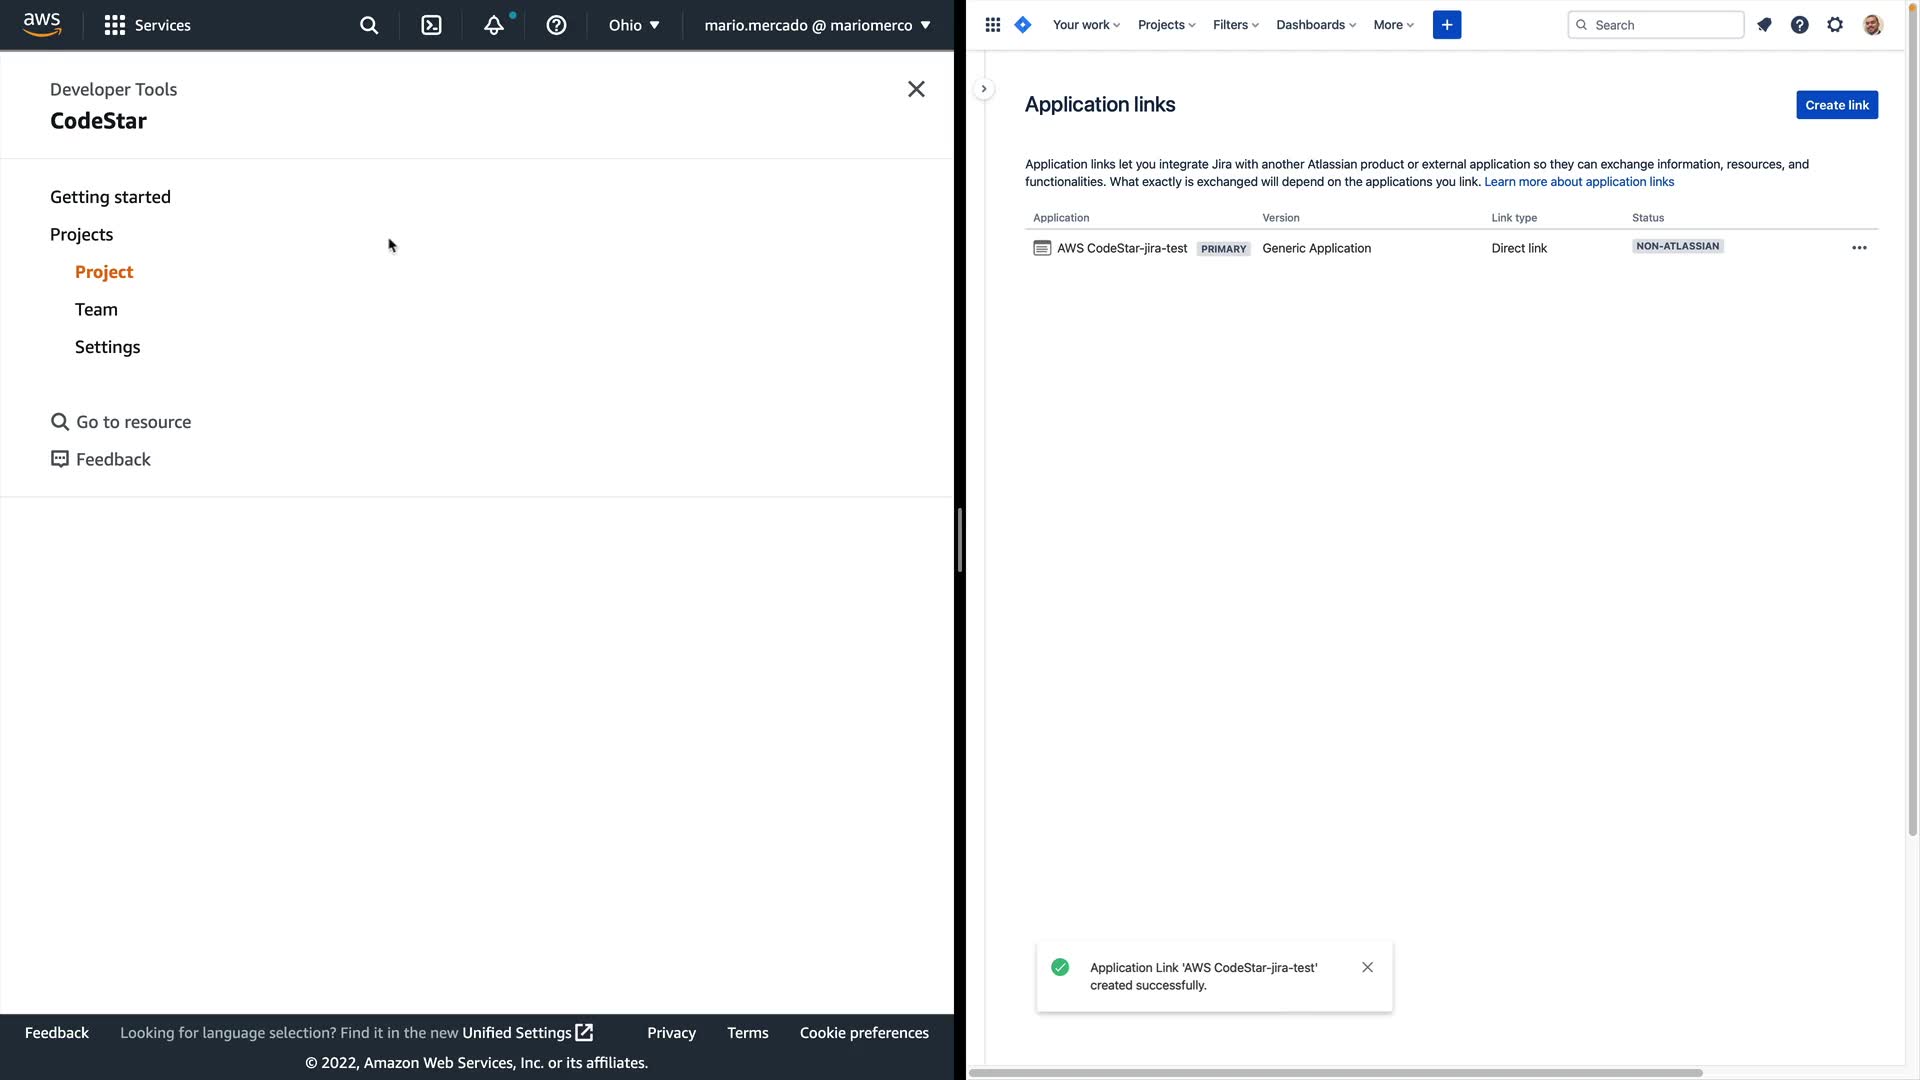 aws
Services
Ohio
mario.mercado @ mariomerco
Developer Tools
CodeStar
Getting started
Projects
Project
Team
Settings
Go to resource
Feedback
Feedback
Looking for language selection? Find it in the new Unified Settings
Privacy
Terms
Cookie preferences
© 2022, Amazon Web Services, Inc. or its affiliates.
Your work
Projects
Filters
Dashboards
More
Search
Application links
Create link
Application links let you integrate Jira with another Atlassian product or external application so they can exchange information, resources, and
functionalities. What exactly is exchanged will depend on the applications you link. Learn more about application links
Application Version Link type Status
AWS CodeStar-jira-test PRIMARY Generic Application Direct link NON-ATLASSIAN
Application Link 'AWS CodeStar-jira-test'
created successfully.